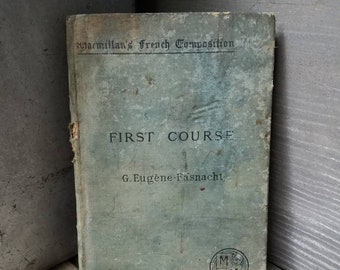 Macmillan's French Composition
FIRST COURSE
G. Eugène-Fasnacht
M